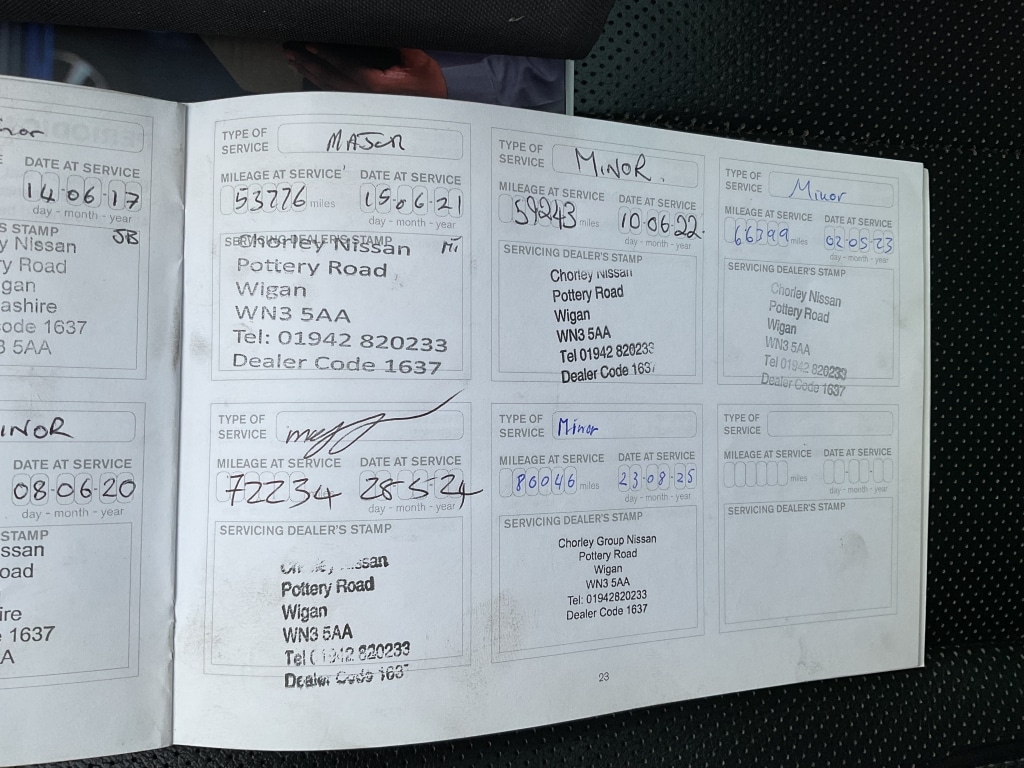 inor
DATE AT SERVICE
14·06·17
day - month - year
S STAMP JB
y Nissan
y Road
gan
ashire
ode 1637
3 5AA
INOR
DATE AT SERVICE
08·06·20
day - month - year
STAMP
ssan
oad
ire
1637
A
TYPE OF SERVICE MAJOR
MILEAGE AT SERVICE DATE AT SERVICE
53776 miles 15·06·21
day - month - year
SERVICING DEALER'S STAMP
Chorley Nissan
Pottery Road
Wigan
WN3 5AA
Tel: 01942 820233
Dealer Code 1637
TYPE OF SERVICE MINOR.
MILEAGE AT SERVICE DATE AT SERVICE
59243 miles 10·06·22
day - month - year
SERVICING DEALER'S STAMP
Chorley Nissan
Pottery Road
Wigan
WN3 5AA
Tel 01942 820233
Dealer Code 1637
TYPE OF SERVICE Minor
MILEAGE AT SERVICE DATE AT SERVICE
66399 miles 02·05·23
day - month - year
SERVICING DEALER'S STAMP
Chorley Nissan
Pottery Road
Wigan
WN3 5AA
Tel 01942 820233
Dealer Code 1637
TYPE OF SERVICE
MILEAGE AT SERVICE DATE AT SERVICE
72234 28·5·24
day - month - year
SERVICING DEALER'S STAMP
Pottery Road
Wigan
WN3 5AA
Tel 01942 820233
Dealer Code 1637
TYPE OF SERVICE Minor
MILEAGE AT SERVICE DATE AT SERVICE
86046 miles 23·08·25
day - month - year
SERVICING DEALER'S STAMP
Chorley Group Nissan
Pottery Road
Wigan
WN3 5AA
Tel: 01942820233
Dealer Code 1637
TYPE OF SERVICE
MILEAGE AT SERVICE DATE AT SERVICE
miles
day - month - year
SERVICING DEALER'S STAMP
23